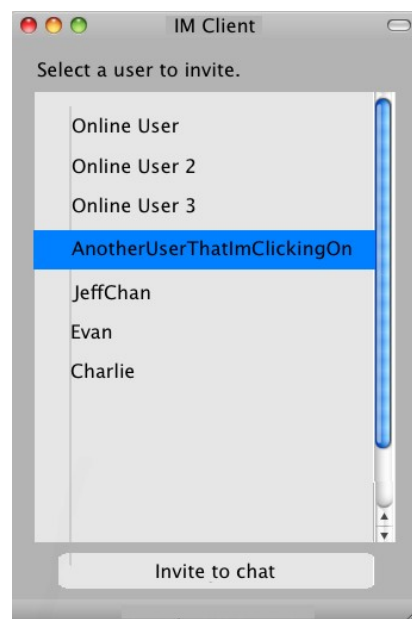 IM Client
Select a user to invite.
Online User
Online User 2
Online User 3
AnotherUserThatImClickingOn
JeffChan
Evan
Charlie
Invite to chat